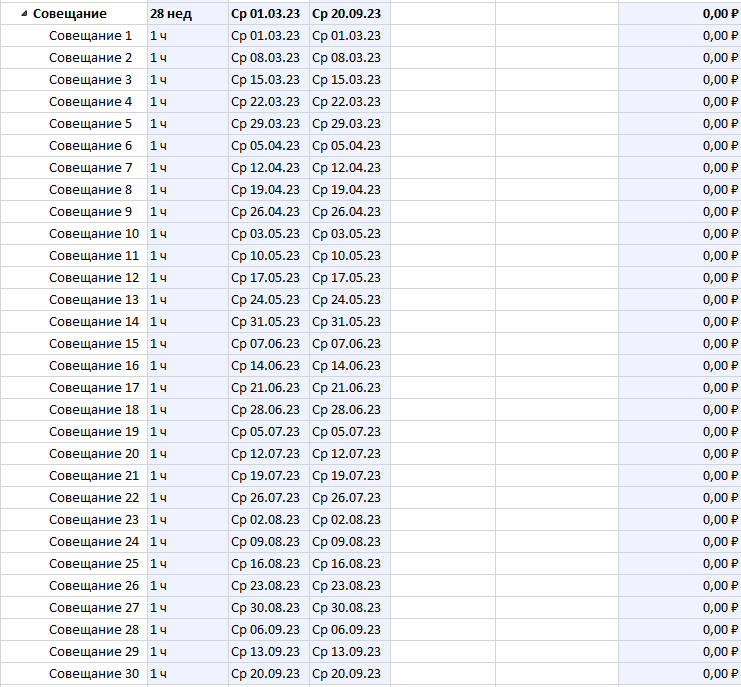 Совещание 28 нед Ср 01.03.23 Ср 20.09.23 0,00 ₽
Совещание 1 1 ч Ср 01.03.23 Ср 01.03.23 0,00 ₽
Совещание 2 1 ч Ср 08.03.23 Ср 08.03.23 0,00 ₽
Совещание 3 1 ч Ср 15.03.23 Ср 15.03.23 0,00 ₽
Совещание 4 1 ч Ср 22.03.23 Ср 22.03.23 0,00 ₽
Совещание 5 1 ч Ср 29.03.23 Ср 29.03.23 0,00 ₽
Совещание 6 1 ч Ср 05.04.23 Ср 05.04.23 0,00 ₽
Совещание 7 1 ч Ср 12.04.23 Ср 12.04.23 0,00 ₽
Совещание 8 1 ч Ср 19.04.23 Ср 19.04.23 0,00 ₽
Совещание 9 1 ч Ср 26.04.23 Ср 26.04.23 0,00 ₽
Совещание 10 1 ч Ср 03.05.23 Ср 03.05.23 0,00 ₽
Совещание 11 1 ч Ср 10.05.23 Ср 10.05.23 0,00 ₽
Совещание 12 1 ч Ср 17.05.23 Ср 17.05.23 0,00 ₽
Совещание 13 1 ч Ср 24.05.23 Ср 24.05.23 0,00 ₽
Совещание 14 1 ч Ср 31.05.23 Ср 31.05.23 0,00 ₽
Совещание 15 1 ч Ср 07.06.23 Ср 07.06.23 0,00 ₽
Совещание 16 1 ч Ср 14.06.23 Ср 14.06.23 0,00 ₽
Совещание 17 1 ч Ср 21.06.23 Ср 21.06.23 0,00 ₽
Совещание 18 1 ч Ср 28.06.23 Ср 28.06.23 0,00 ₽
Совещание 19 1 ч Ср 05.07.23 Ср 05.07.23 0,00 ₽
Совещание 20 1 ч Ср 12.07.23 Ср 12.07.23 0,00 ₽
Совещание 21 1 ч Ср 19.07.23 Ср 19.07.23 0,00 ₽
Совещание 22 1 ч Ср 26.07.23 Ср 26.07.23 0,00 ₽
Совещание 23 1 ч Ср 02.08.23 Ср 02.08.23 0,00 ₽
Совещание 24 1 ч Ср 09.08.23 Ср 09.08.23 0,00 ₽
Совещание 25 1 ч Ср 16.08.23 Ср 16.08.23 0,00 ₽
Совещание 26 1 ч Ср 23.08.23 Ср 23.08.23 0,00 ₽
Совещание 27 1 ч Ср 30.08.23 Ср 30.08.23 0,00 ₽
Совещание 28 1 ч Ср 06.09.23 Ср 06.09.23 0,00 ₽
Совещание 29 1 ч Ср 13.09.23 Ср 13.09.23 0,00 ₽
Совещание 30 1 ч Ср 20.09.23 Ср 20.09.23 0,00 ₽